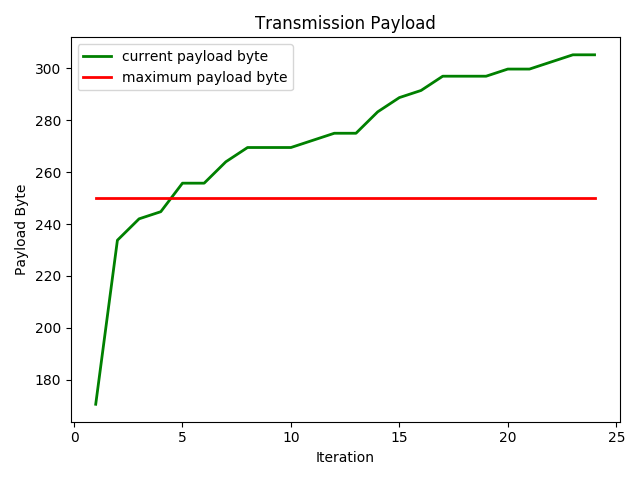 Transmission Payload
current payload byte
maximum payload byte
Payload Byte
300
280
260
240
220
200
180
0 5 10 15 20 25
Iteration